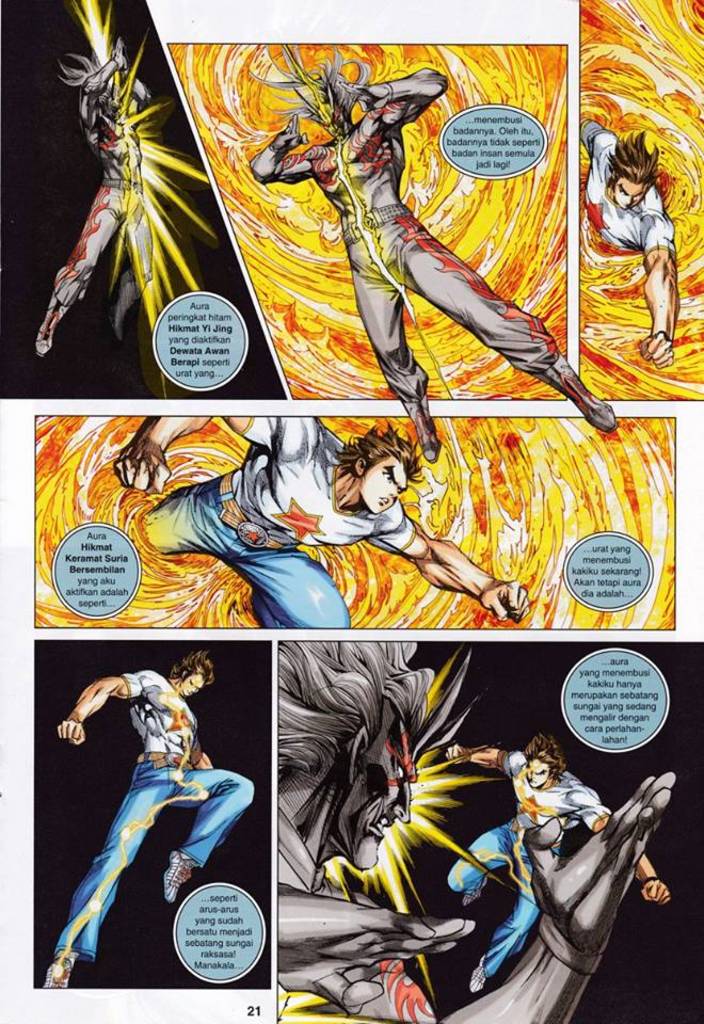 Aura
peringkat hitam
Hikmat Yi Jing
yang diaktifkan
Dewata Awan
Berapi seperti
urat yang...
...menembusi
badannya. Oleh itu,
badannya tidak seperti
badan insan semula
jadi lagi!
Aura
Hikmat
Keramat Suria
Bersembilan
yang aku
aktifkan adalah
seperti...
...urat yang
menembusi
kakiku sekarang!
Akan tetapi aura
dia adalah...
...seperti
arus-arus
yang sudah
bersatu menjadi
sebatang sungai
raksasa!
Manakala...
...aura
yang menembusi
kakiku hanya
merupakan sebatang
sungai yang sedang
mengalir dengan
cara perlahan-
lahan!
21